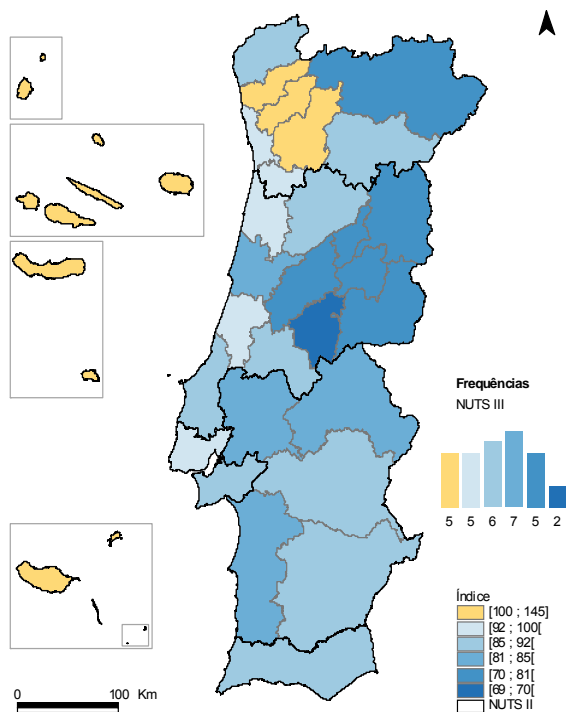 Frequências
NUTS III
5 5 6 7 5 2
Índice
[100 ; 145]
[92 ; 100[
[85 ; 92[
[81 ; 85[
[70 ; 81[
[69 ; 70[
NUTS II
0 100 Km